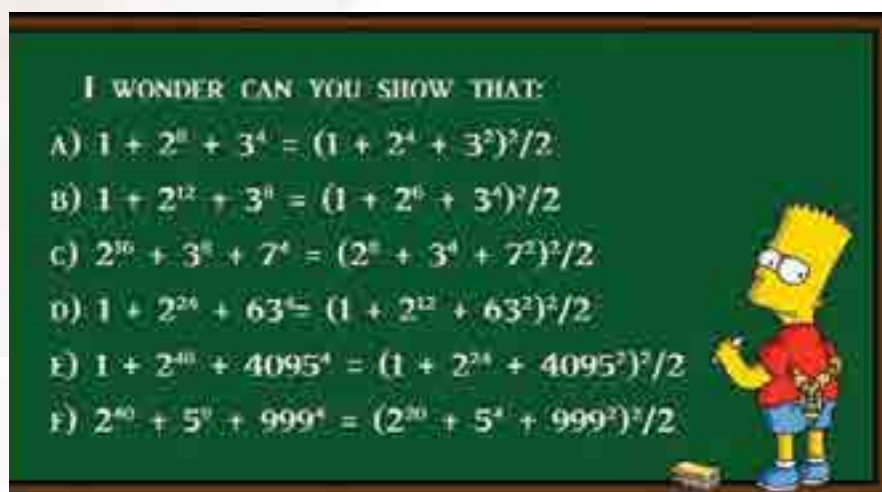 I WONDER CAN YOU SHOW THAT:
A) 1 + 2⁸ + 3⁴ = (1 + 2⁴ + 3²)²/2
B) 1 + 2¹² + 3⁸ = (1 + 2⁶ + 3⁴)²/2
C) 2¹⁶ + 3⁸ + 7⁴ = (2⁸ + 3⁴ + 7²)²/2
D) 1 + 2²⁴ + 63⁴= (1 + 2¹² + 63²)²/2
E) 1 + 2⁴⁸ + 4095⁴ = (1 + 2²⁴ + 4095²)²/2
F) 2⁴⁰ + 5⁸ + 999⁴ = (2²⁰ + 5⁴ + 999²)²/2